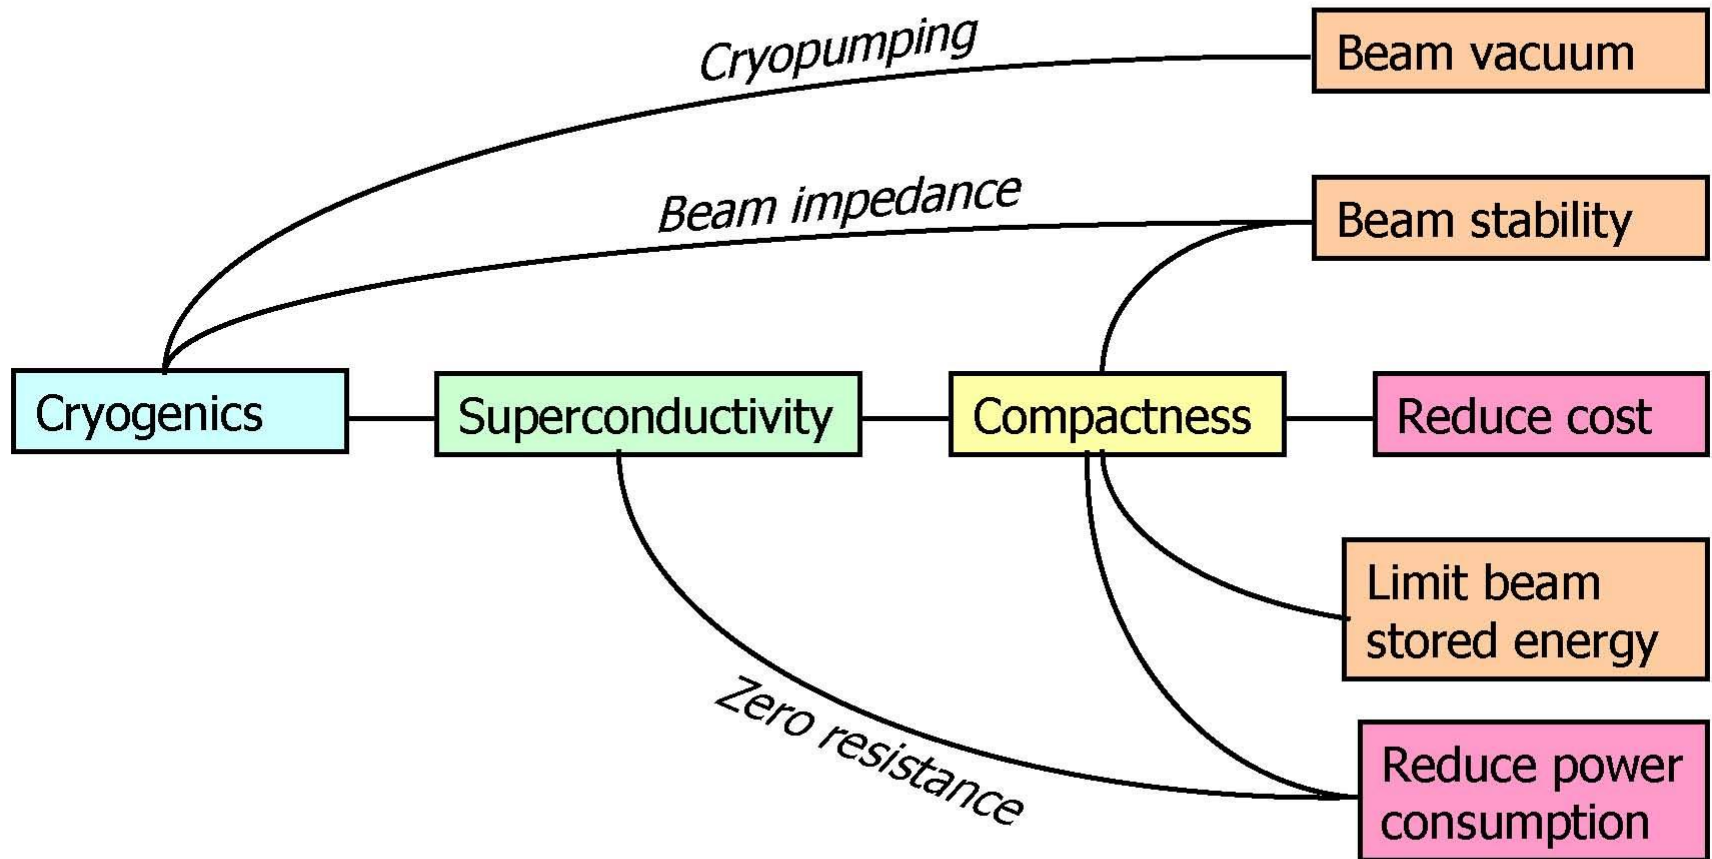 Cryopumping
Beam vacuum
Beam impedance
Beam stability
Cryogenics
Superconductivity
Compactness
Reduce cost
Limit beam
stored energy
Zero resistance
Reduce power
consumption